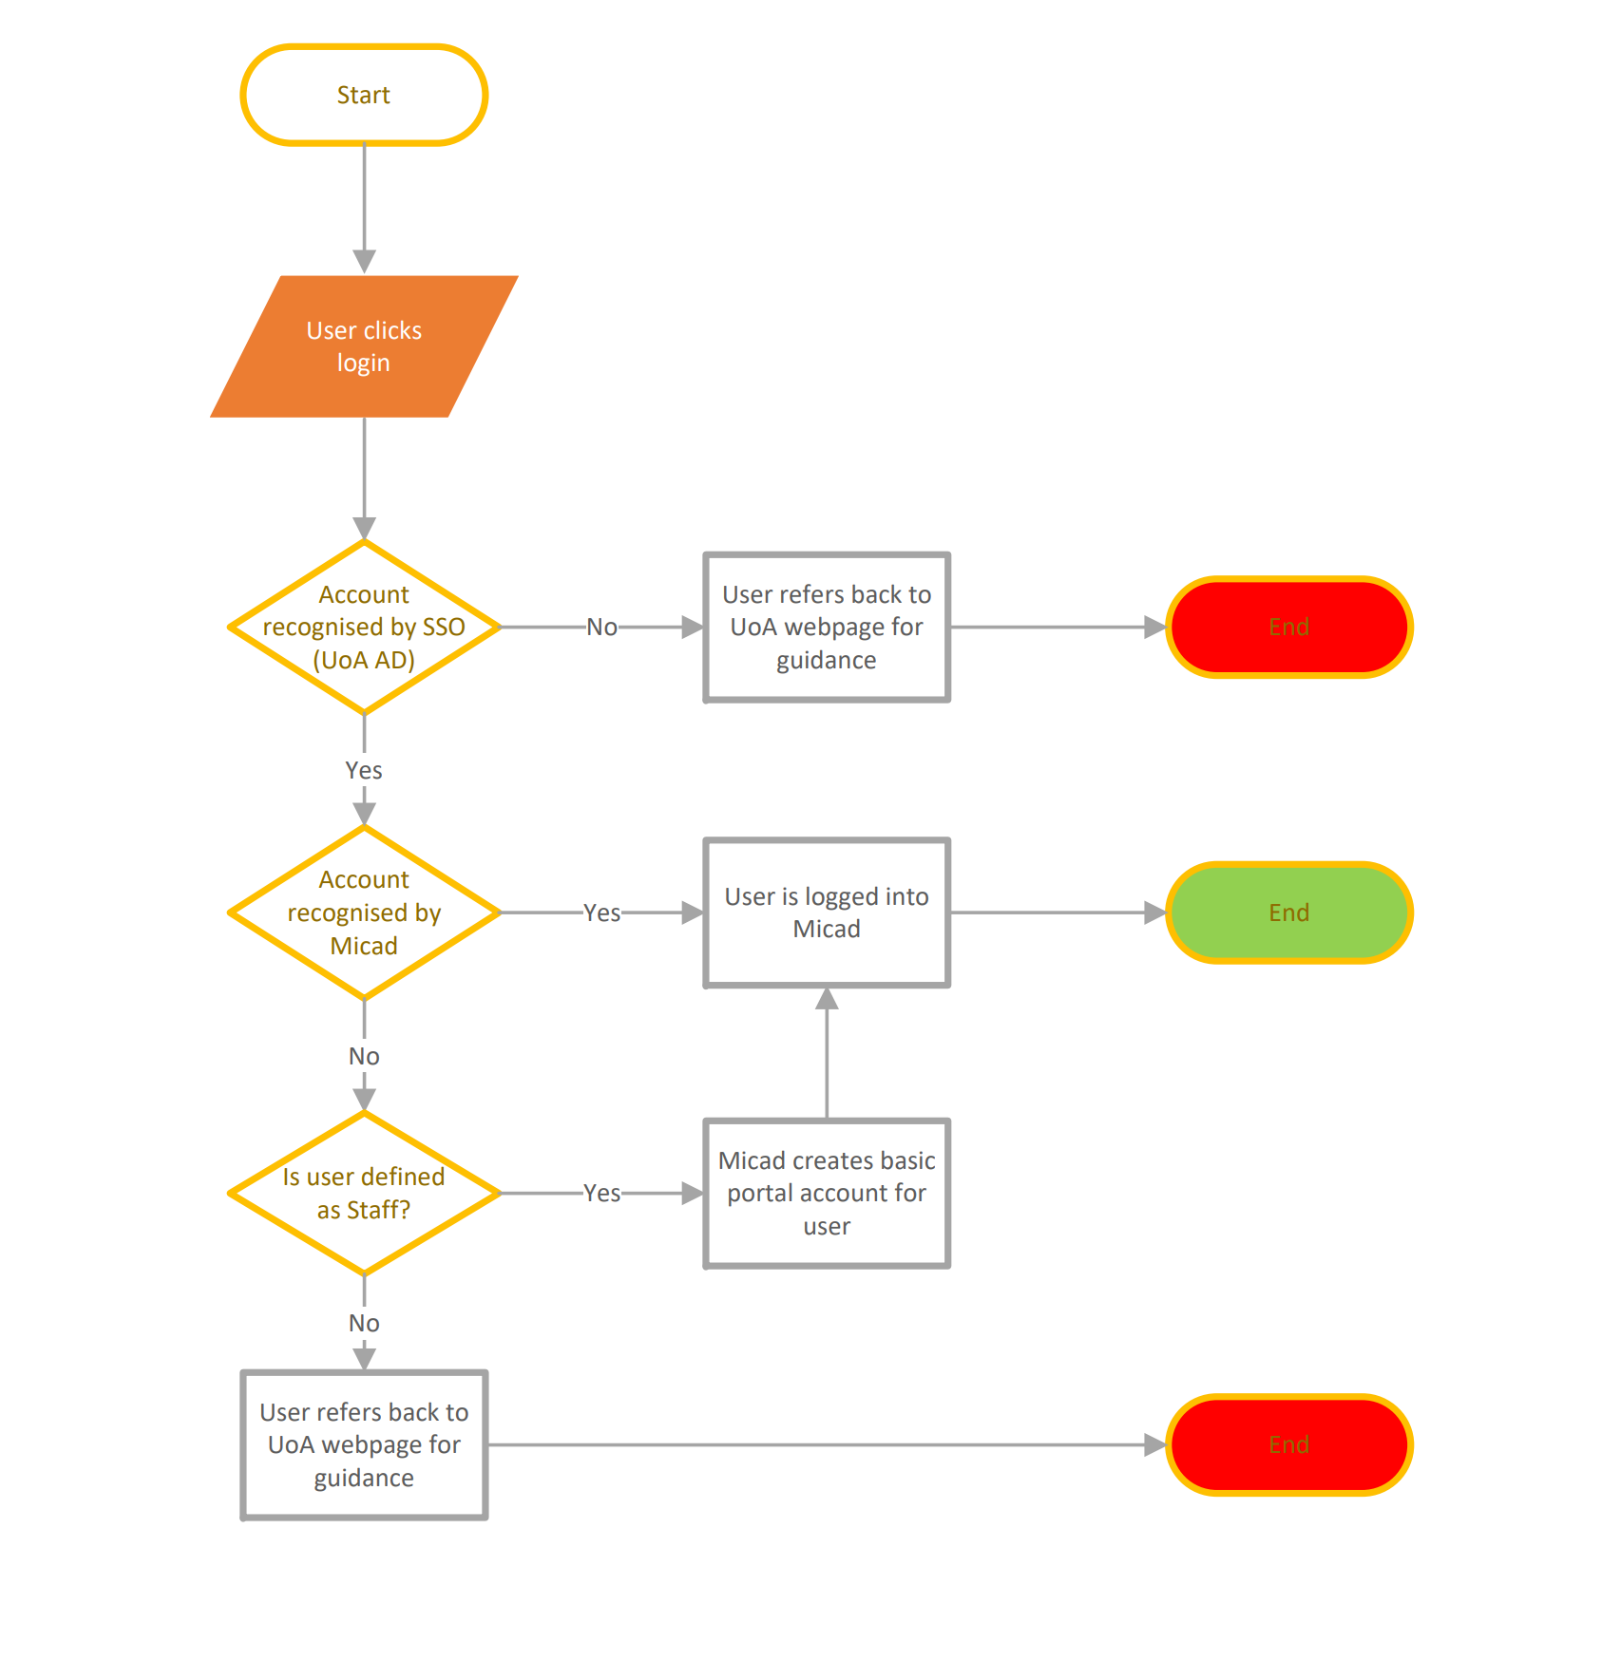 Start
User clicks
login
Account
recognised by SSO
(UoA AD)
No
User refers back to
UoA webpage for
guidance
End
Yes
Account
recognised by
Micad
Yes
User is logged into
Micad
End
No
Is user defined
as Staff?
Yes
Micad creates basic
portal account for
user
No
User refers back to
UoA webpage for
guidance
End